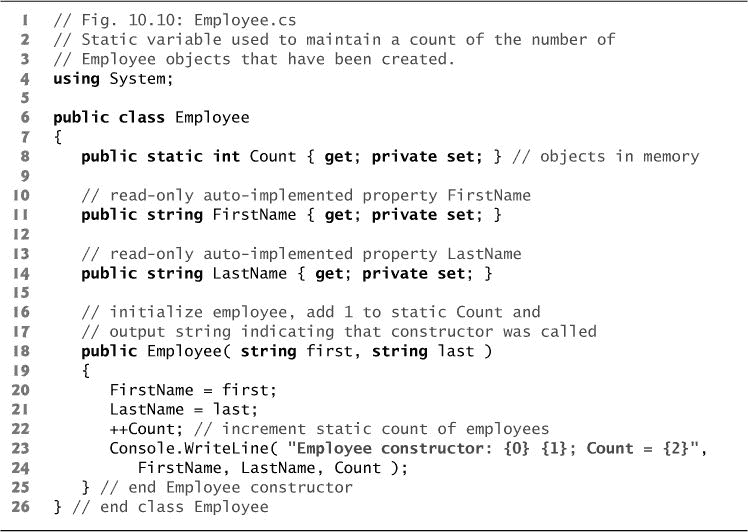 1 // Fig. 10.10: Employee.cs
2 // Static variable used to maintain a count of the number of
3 // Employee objects that have been created.
4 using System;
5
6 public class Employee
7 {
8 public static int Count { get; private set; } // objects in memory
9
10 // read-only auto-implemented property FirstName
11 public string FirstName { get; private set; }
12
13 // read-only auto-implemented property LastName
14 public string LastName { get; private set; }
15
16 // initialize employee, add 1 to static Count and
17 // output string indicating that constructor was called
18 public Employee( string first, string last )
19 {
20 FirstName = first;
21 LastName = last;
22 ++Count; // increment static count of employees
23 Console.WriteLine( "Employee constructor: {0} {1}; Count = {2}",
24 FirstName, LastName, Count );
25 } // end Employee constructor
26 } // end class Employee